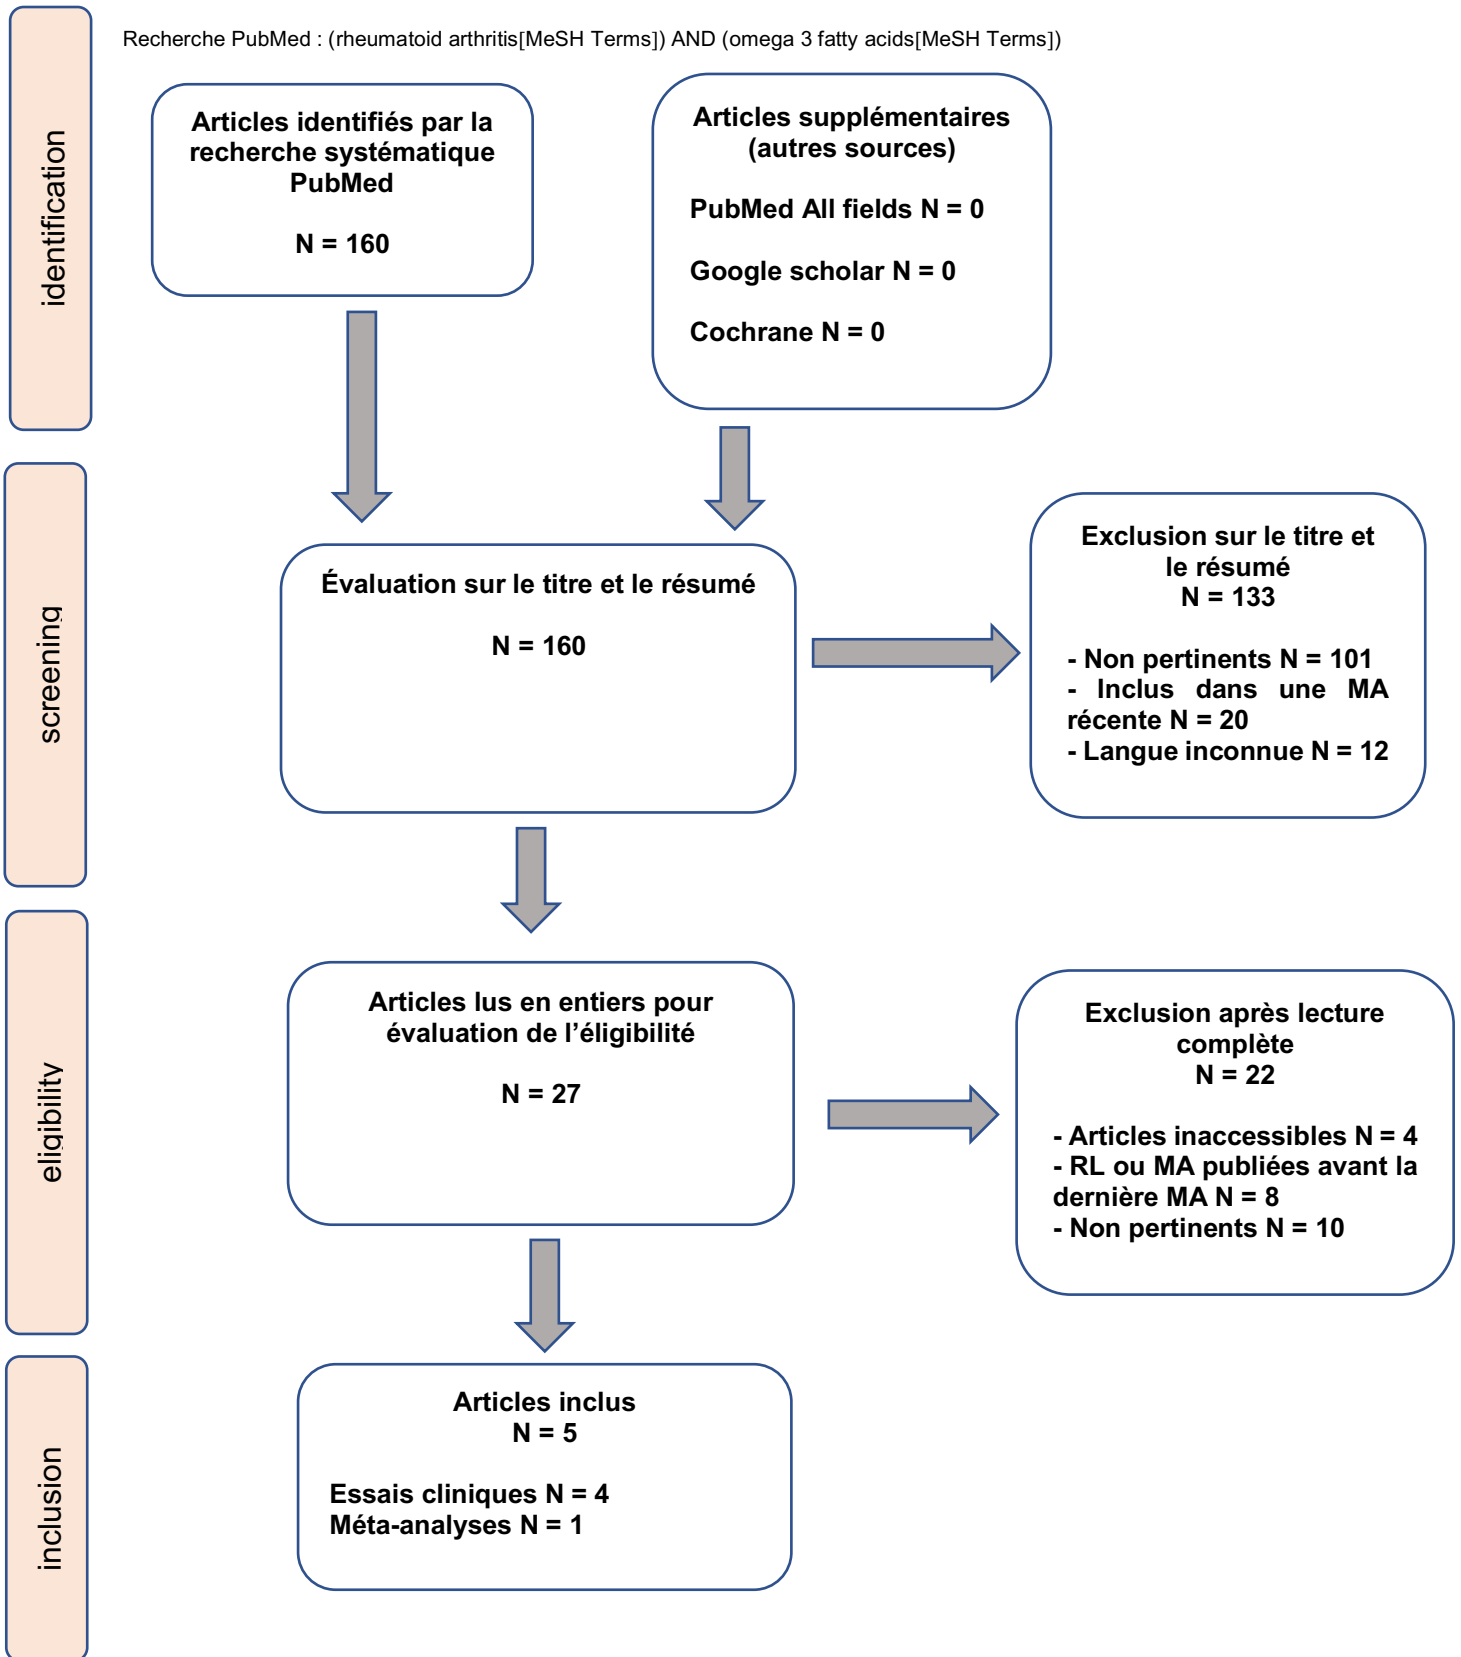 Recherche PubMed : (rheumatoid arthritis[MeSH Terms]) AND (omega 3 fatty acids[MeSH Terms])
identification
Articles identifiés par la
recherche systématique
PubMed
N = 160
Articles supplémentaires
(autres sources)
PubMed All fields N = 0
Google scholar N = 0
Cochrane N = 0
screening
Évaluation sur le titre et le résumé
N = 160
Exclusion sur le titre et
le résumé
N = 133
- Non pertinents N = 101
- Inclus dans une MA
récente N = 20
- Langue inconnue N = 12
eligibility
Articles lus en entiers pour
évaluation de l’éligibilité
N = 27
Exclusion après lecture
complète
N = 22
- Articles inaccessibles N = 4
- RL ou MA publiées avant la
dernière MA N = 8
- Non pertinents N = 10
inclusion
Articles inclus
N = 5
Essais cliniques N = 4
Méta-analyses N = 1